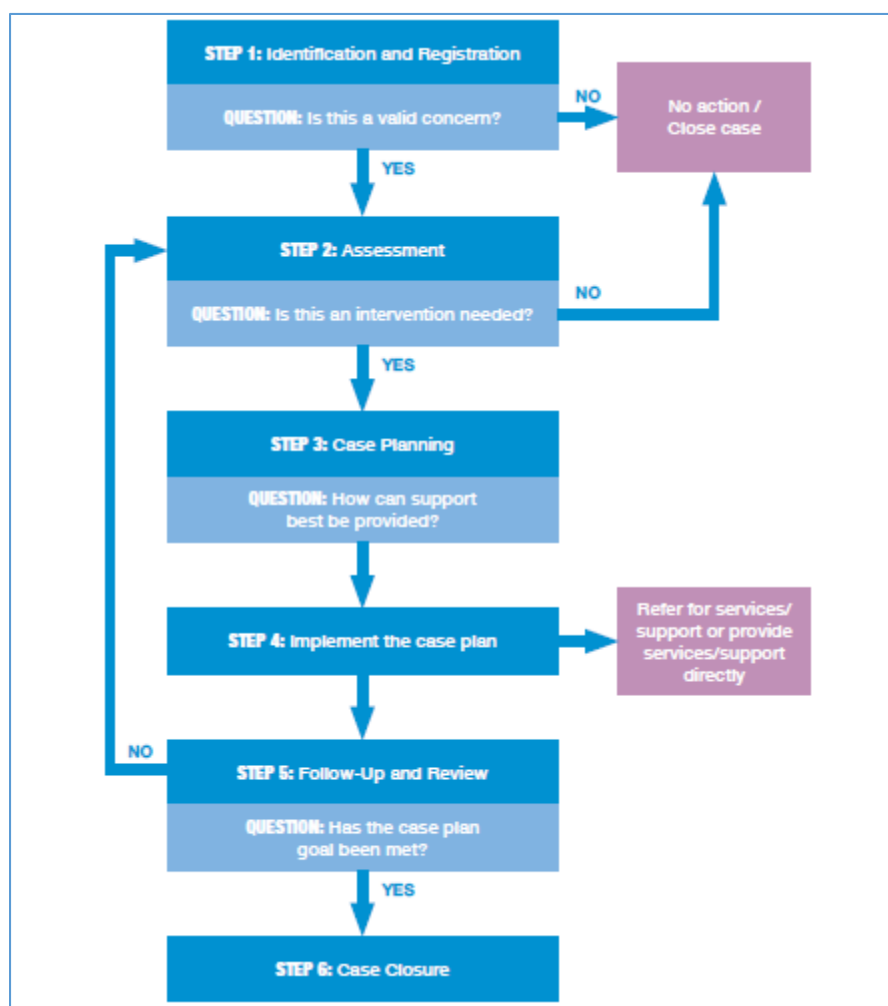 STEP 1: Identification and Registration
QUESTION: Is this a valid concern?
NO
No action /
Close case
YES
STEP 2: Assessment
QUESTION: Is this an intervention needed?
NO
YES
STEP 3: Case Planning
QUESTION: How can support
best be provided?
STEP 4: Implement the case plan
Refer for services/
support or provide
services/support
directly
NO
STEP 5: Follow-Up and Review
QUESTION: Has the case plan
goal been met?
YES
STEP 6: Case Closure